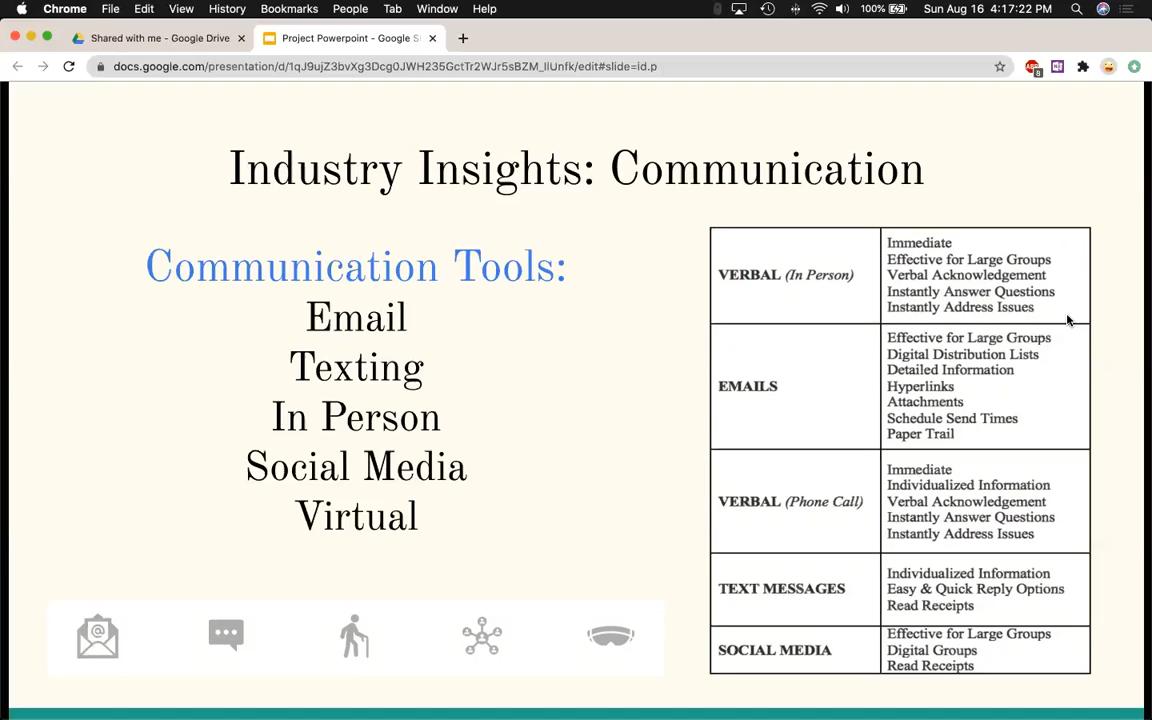 Chrome File Edit View History Bookmarks People Tab Window Help 100% Sun Aug 16 4:17:22 PM
Shared with me - Google Drive Project Powerpoint - Google S
docs.google.com/presentation/d/1qJ9ujZ3bvXg3Dcg0JWH235GctTr2WJr5sBZM_llUnfk/edit#slide=id.p
ABP
8
Industry Insights: Communication
Communication Tools:
Email
Texting
In Person
Social Media
Virtual
VERBAL (In Person)
Immediate
Effective for Large Groups
Verbal Acknowledgement
Instantly Answer Questions
Instantly Address Issues
EMAILS
Effective for Large Groups
Digital Distribution Lists
Detailed Information
Hyperlinks
Attachments
Schedule Send Times
Paper Trail
VERBAL (Phone Call)
Immediate
Individualized Information
Verbal Acknowledgement
Instantly Answer Questions
Instantly Address Issues
TEXT MESSAGES
Individualized Information
Easy & Quick Reply Options
Read Receipts
SOCIAL MEDIA
Effective for Large Groups
Digital Groups
Read Receipts
@